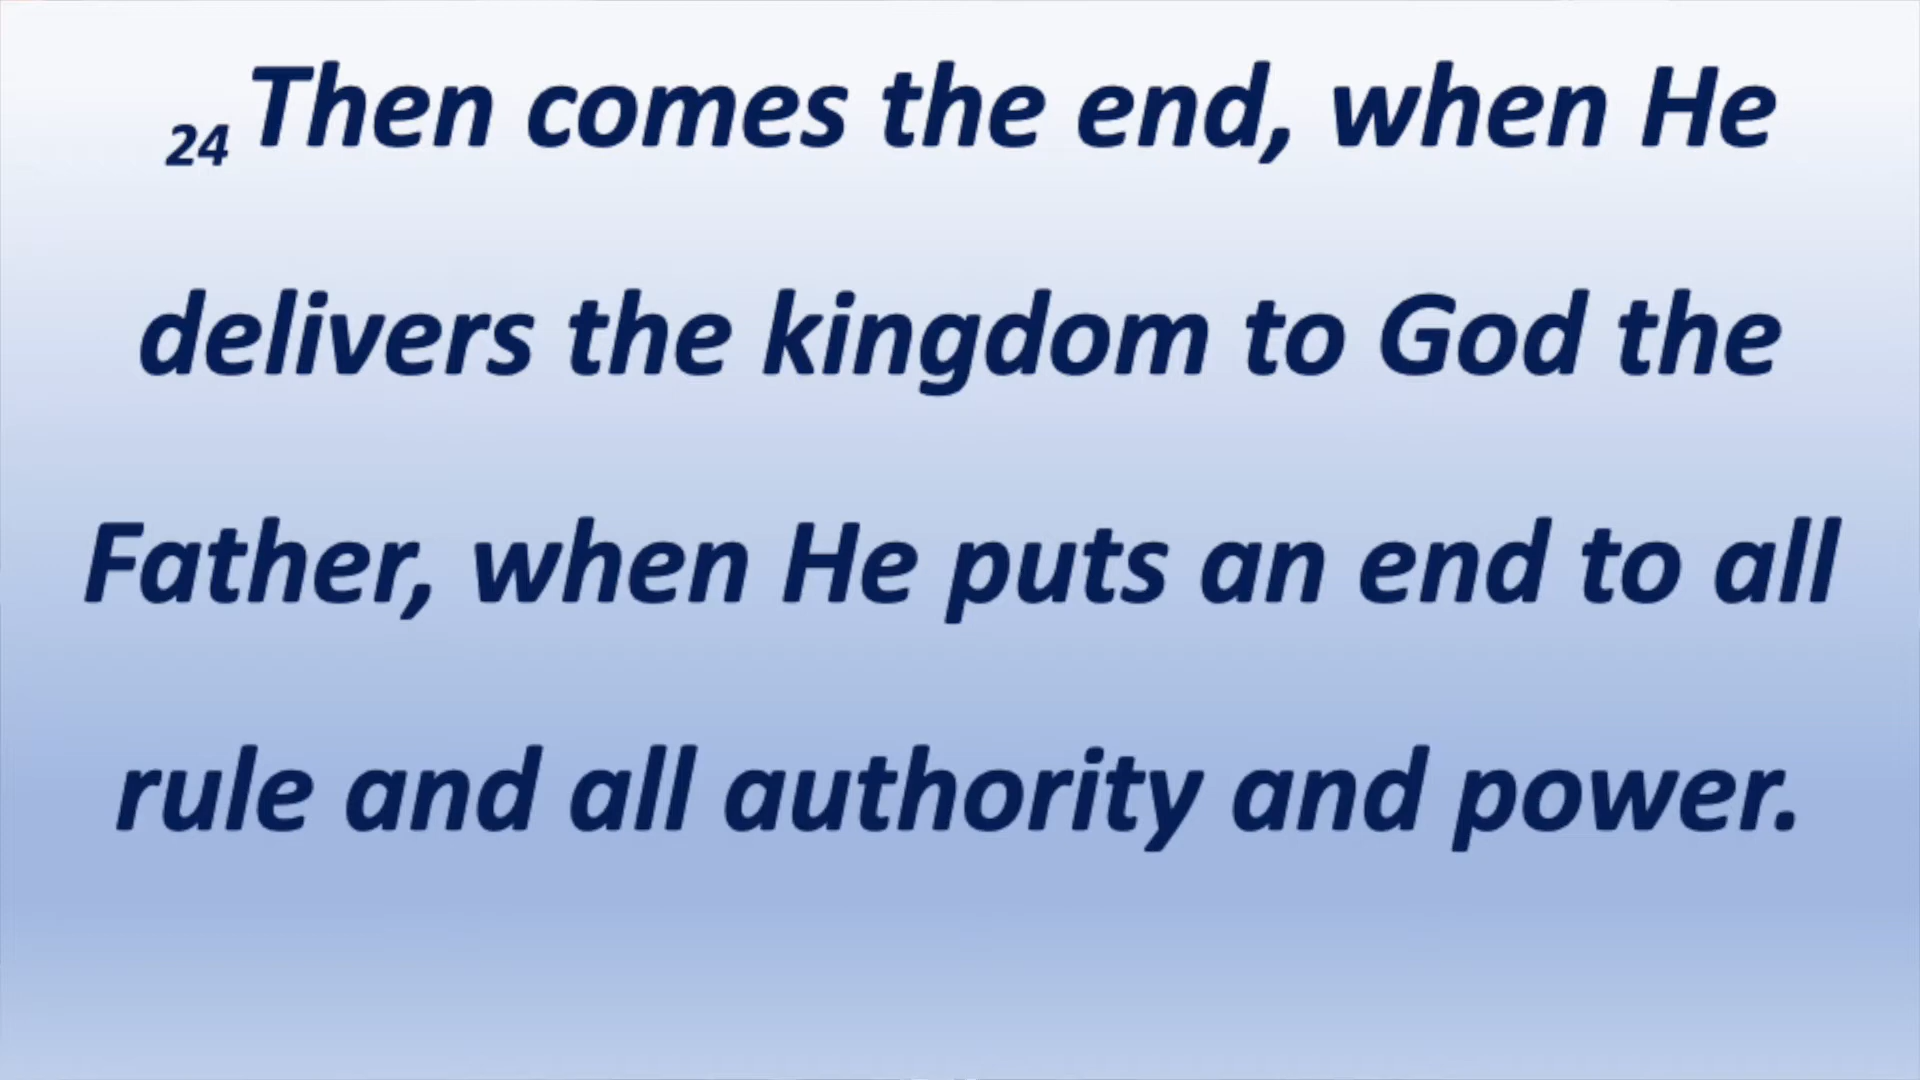 24 Then comes the end, when He
delivers the kingdom to God the
Father, when He puts an end to all
rule and all authority and power.